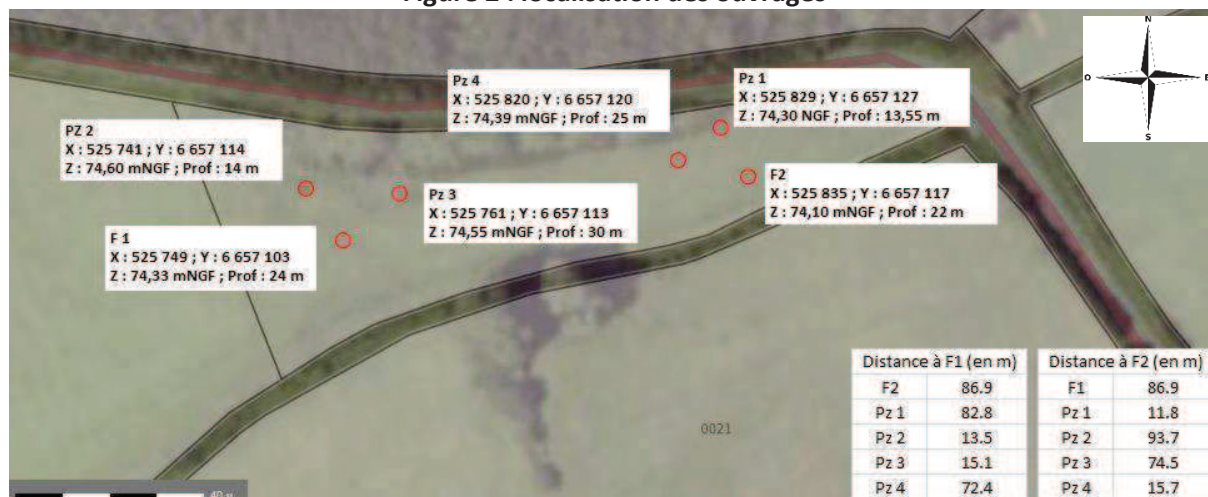 N
O
E
S
Pz 4
X : 525 820 ; Y : 6 657 120
Z : 74,39 mNGF ; Prof : 25 m
Pz 1
X : 525 829 ; Y : 6 657 127
Z : 74,30 NGF ; Prof : 13,55 m
PZ 2
X : 525 741 ; Y : 6 657 114
Z : 74,60 mNGF ; Prof : 14 m
Pz 3
X : 525 761 ; Y : 6 657 113
Z : 74,55 mNGF ; Prof : 30 m
F2
X : 525 835 ; Y : 6 657 117
Z : 74,10 mNGF ; Prof : 22 m
F 1
X : 525 749 ; Y : 6 657 103
Z : 74,33 mNGF ; Prof : 24 m
0021
Distance à F1 (en m)
F2 86.9
Pz 1 82.8
Pz 2 13.5
Pz 3 15.1
Pz 4 72.4
Distance à F2 (en m)
F1 86.9
Pz 1 11.8
Pz 2 93.7
Pz 3 74.5
Pz 4 15.7